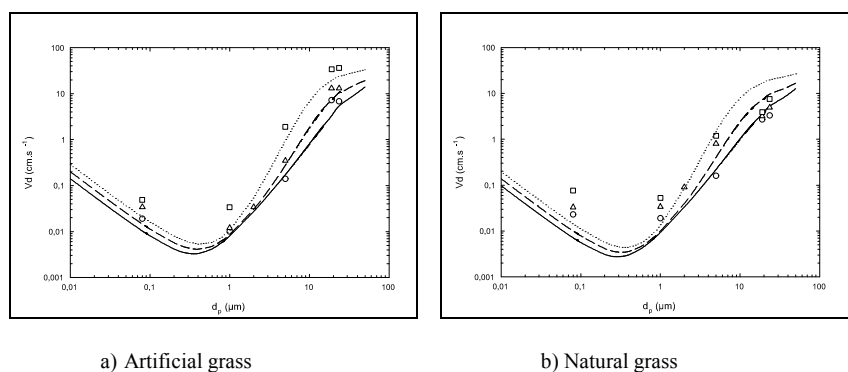 100
10
1
0,1
0,01
0,001
Vd (cm.s⁻¹)
0,01 0,1 1 10 100
dₚ (µm)
100
10
1
0,1
0,01
0,001
Vd (cm.s⁻¹)
0,01 0,1 1 10 100
dₚ (µm)
a) Artificial grass
b) Natural grass